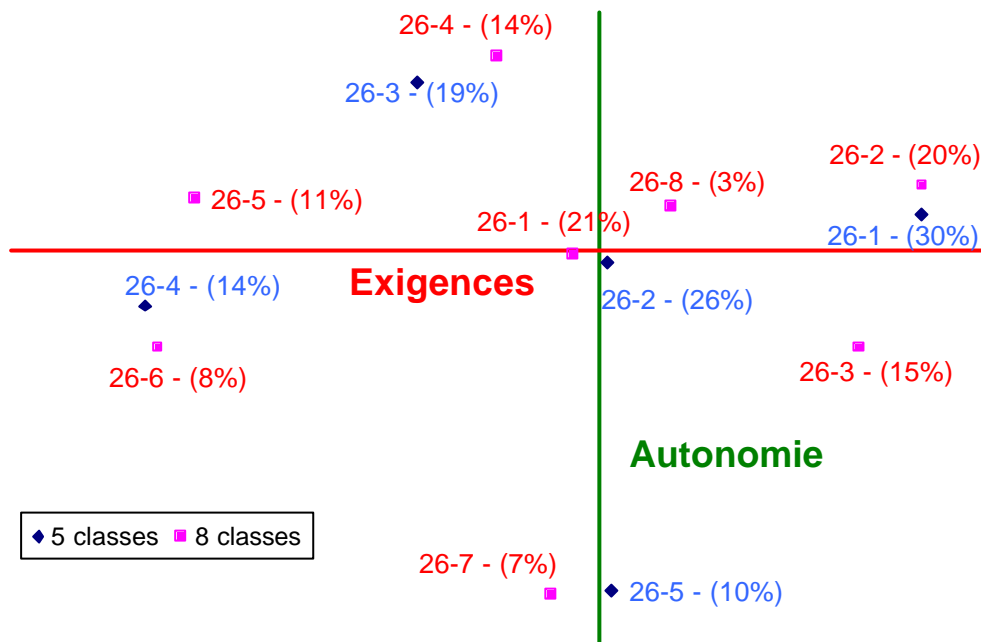 26-4 - (14%)
26-3 - (19%)
26-2 - (20%)
26-8 - (3%)
26-5 - (11%)
26-1 - (21%)
26-1 - (30%)
Exigences
26-4 - (14%)
26-2 - (26%)
26-6 - (8%)
26-3 - (15%)
Autonomie
5 classes 8 classes
26-7 - (7%)
26-5 - (10%)